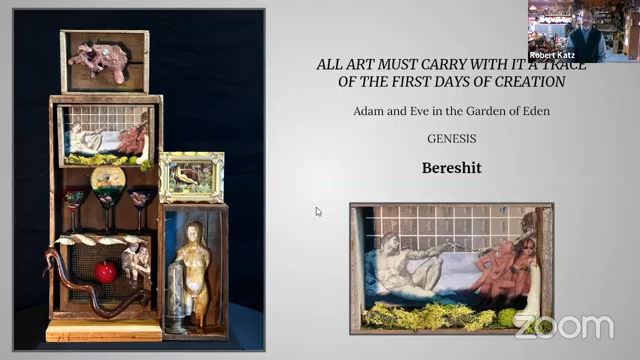 Robert Katz
ALL ART MUST CARRY WITH IT A TRACE
OF THE FIRST DAYS OF CREATION
Adam and Eve in the Garden of Eden
GENESIS
Bereshit
zoom